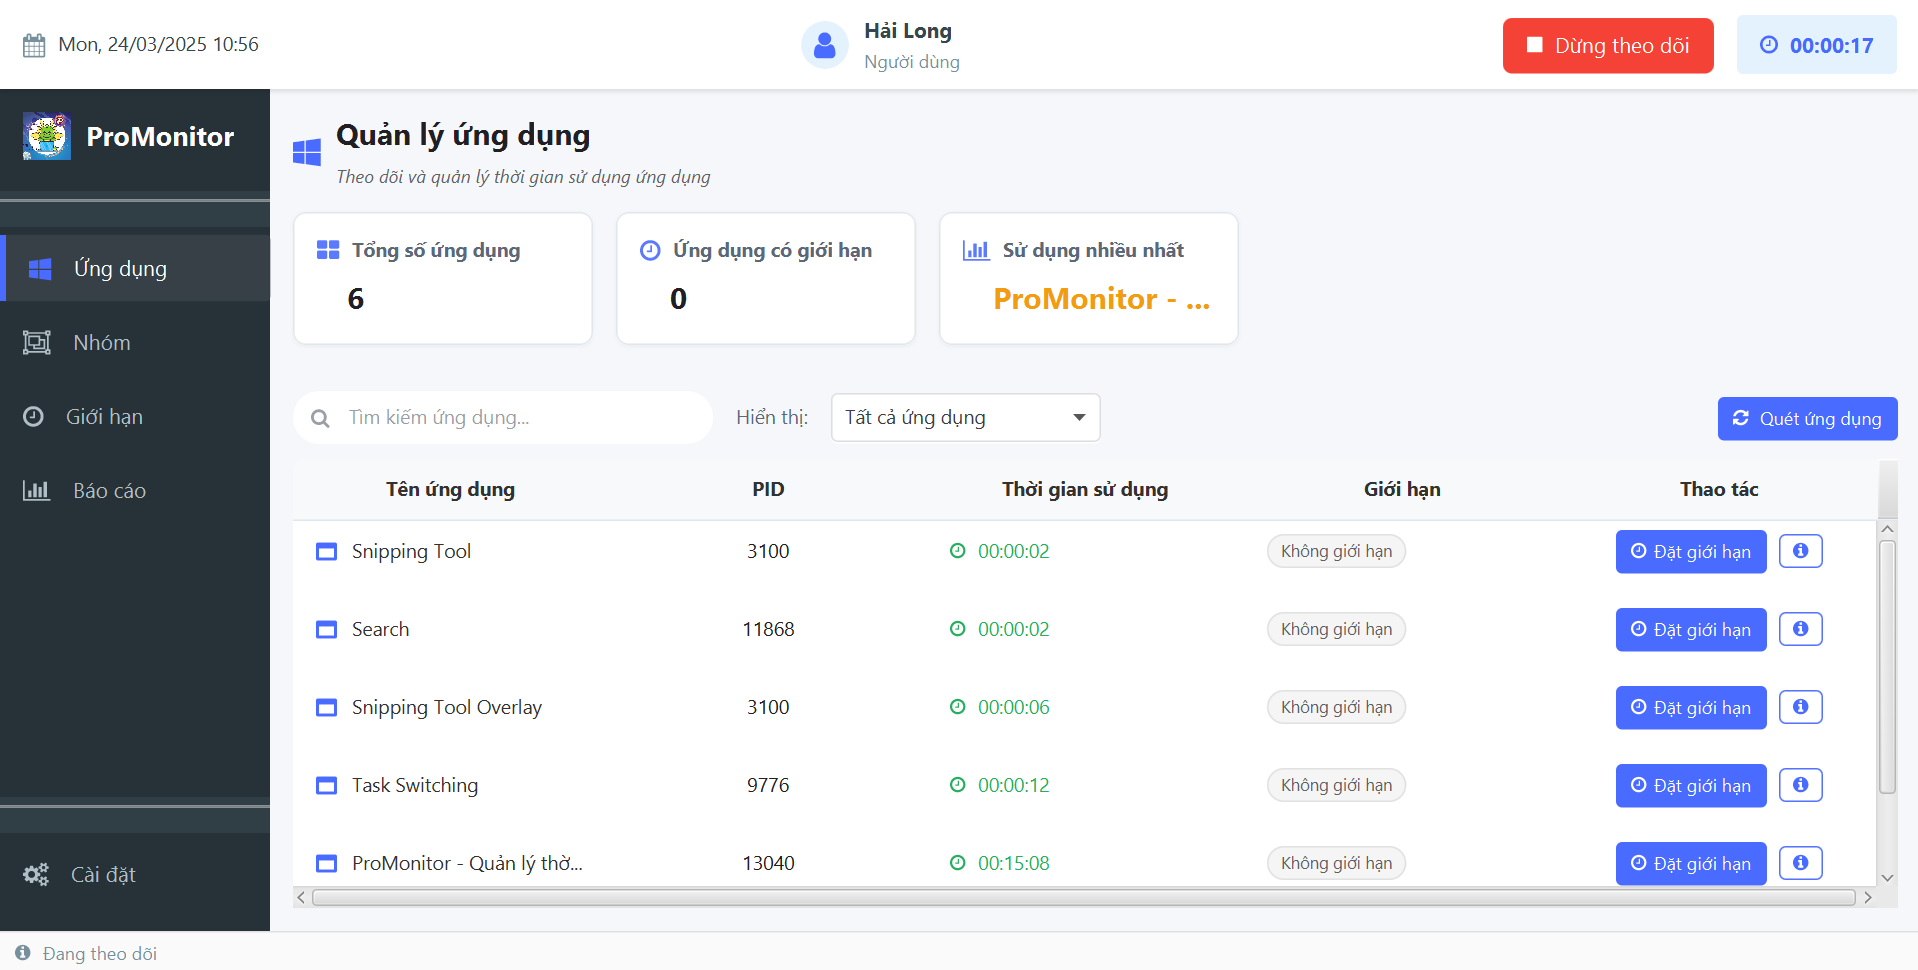 Mon, 24/03/2025 10:56
Hải Long
Người dùng
Dừng theo dõi
00:00:17
ProMonitor
Ứng dụng
Nhóm
Giới hạn
Báo cáo
Cài đặt
Quản lý ứng dụng
Theo dõi và quản lý thời gian sử dụng ứng dụng
Tổng số ứng dụng
6
Ứng dụng có giới hạn
0
Sử dụng nhiều nhất
ProMonitor - ...
Tìm kiếm ứng dụng...
Hiển thị:
Tất cả ứng dụng
Quét ứng dụng
Tên ứng dụng PID Thời gian sử dụng Giới hạn Thao tác
Snipping Tool 3100 00:00:02 Không giới hạn Đặt giới hạn
Search 11868 00:00:02 Không giới hạn Đặt giới hạn
Snipping Tool Overlay 3100 00:00:06 Không giới hạn Đặt giới hạn
Task Switching 9776 00:00:12 Không giới hạn Đặt giới hạn
ProMonitor - Quản lý thờ... 13040 00:15:08 Không giới hạn Đặt giới hạn
Đang theo dõi